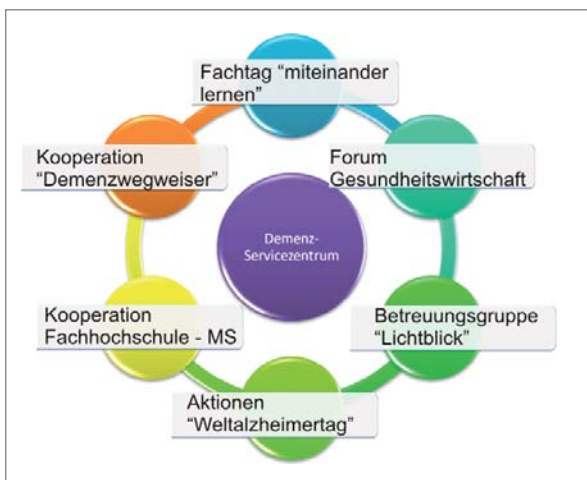 Fachtag “miteinander
lernen”
Forum
Gesundheitswirtschaft
Betreuungsgruppe
“Lichtblick”
Aktionen
“Weltalzheimertag”
Kooperation
Fachhochschule - MS
Kooperation
“Demenzwegweiser”
Demenz-
Servicezentrum